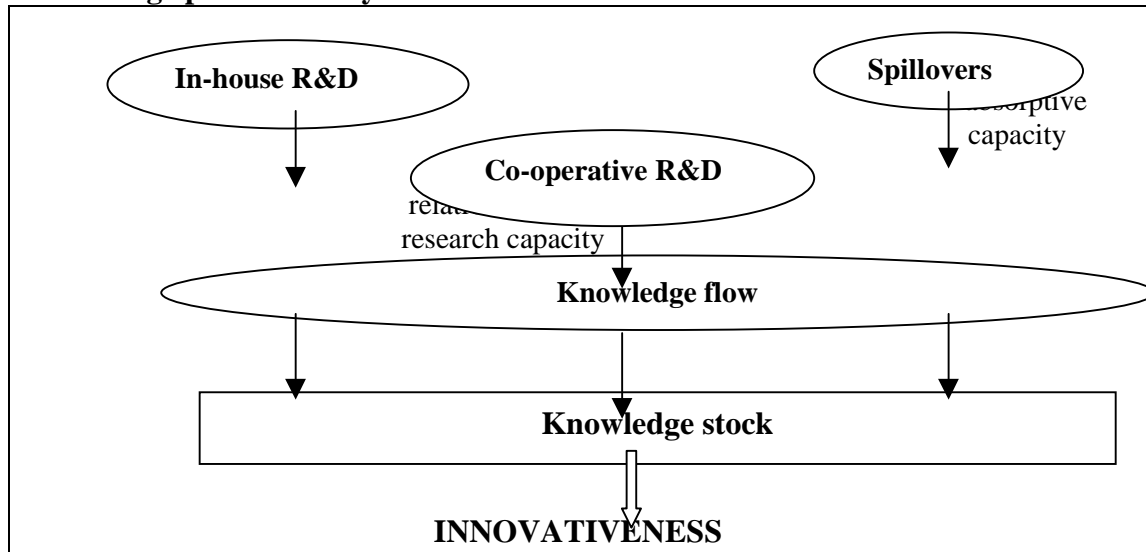 In-house R&D
Spillovers
capacity
Co-operative R&D
research capacity
Knowledge flow
Knowledge stock
INNOVATIVENESS